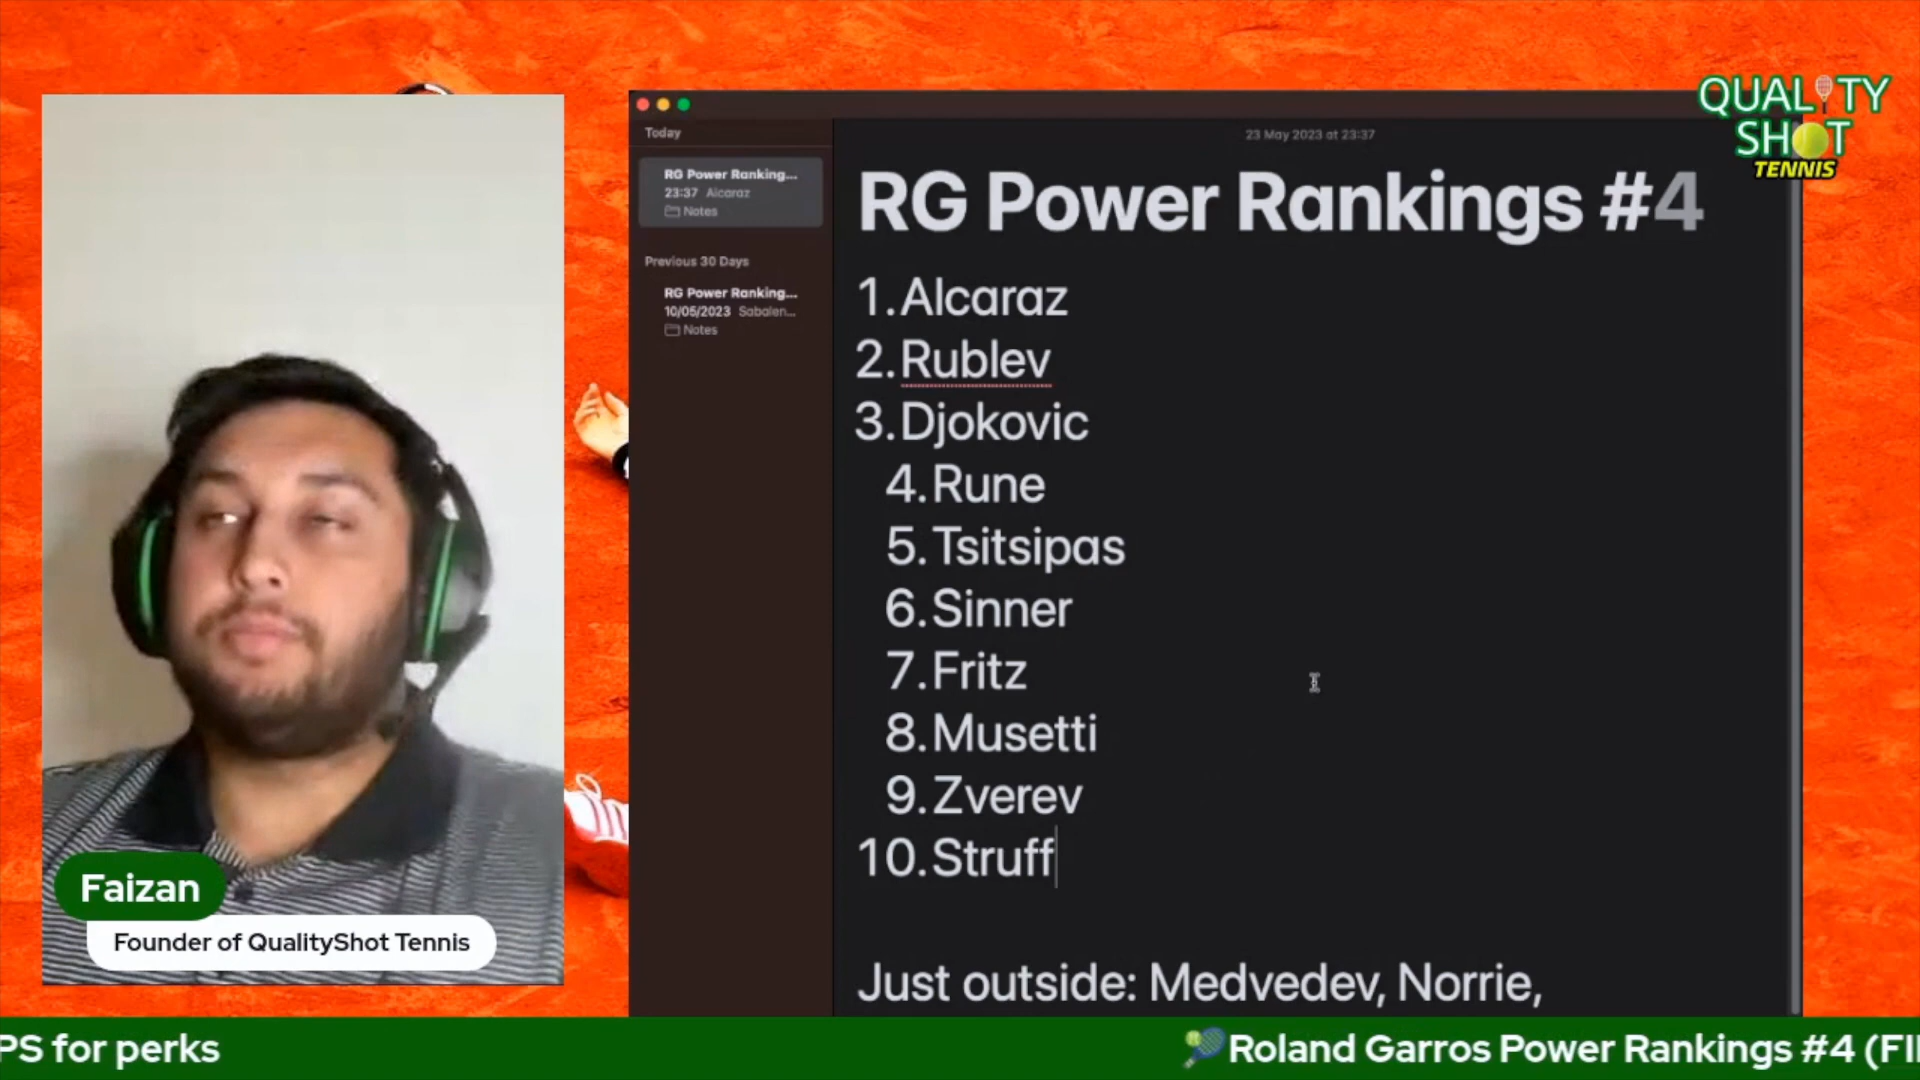 QUALITY
SHOT
TENNIS
Today
RG Power Ranking...
23:37 Alcaraz
Notes
Previous 30 Days
RG Power Ranking...
10/05/2023 Sabalen...
Notes
23 May 2023 at 23:37
RG Power Rankings #4
1. Alcaraz
2. Rublev
3. Djokovic
4. Rune
5. Tsitsipas
6. Sinner
7. Fritz
8. Musetti
9. Zverev
10. Struff
Just outside: Medvedev, Norrie,
Faizan
Founder of QualityShot Tennis
PS for perks
Roland Garros Power Rankings #4 (FI